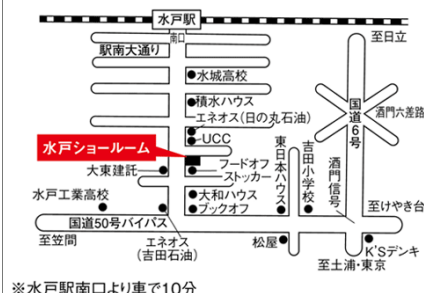 水戸駅
南口
至日立
駅南大通り
水城高校
積水ハウス
エネオス(日の丸石油)
UCC
国道6号
酒門六差路
水戸ショールーム
大東建託
フードオフ
ストッカー
東日本ハウス
吉田小学校
酒門信号
水戸工業高校
大和ハウス
ブックオフ
至けやき台
国道50号バイパス
至笠間
エネオス
(吉田石油)
松屋
K'Sデンキ
至土浦・東京
※水戸駅南口より車で10分